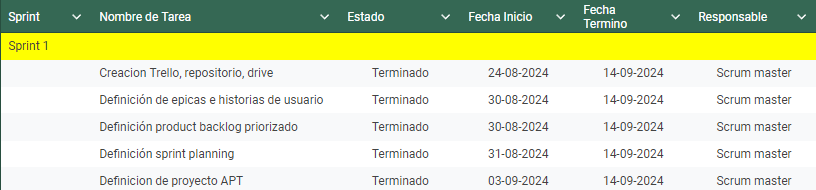 Sprint Nombre de Tarea Estado Fecha Inicio Fecha Termino Responsable
Sprint 1
Creacion Trello, repositorio, drive Terminado 24-08-2024 14-09-2024 Scrum master
Definición de epicas e historias de usuario Terminado 30-08-2024 14-09-2024 Scrum master
Definición product backlog priorizado Terminado 30-08-2024 14-09-2024 Scrum master
Definición sprint planning Terminado 31-08-2024 14-09-2024 Scrum master
Definicion de proyecto APT Terminado 03-09-2024 14-09-2024 Scrum master